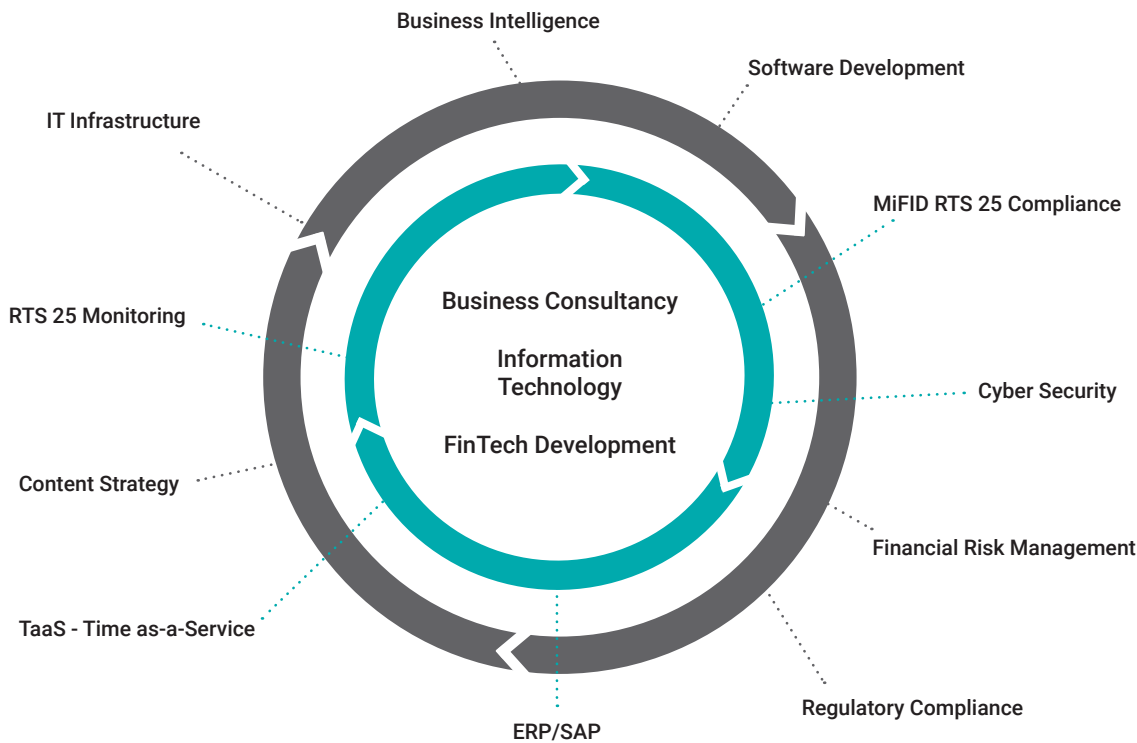 Business Intelligence
Software Development
IT Infrastructure
MiFID RTS 25 Compliance
Business Consultancy
RTS 25 Monitoring
Information
Technology
Cyber Security
FinTech Development
Content Strategy
Financial Risk Management
TaaS - Time as-a-Service
Regulatory Compliance
ERP/SAP